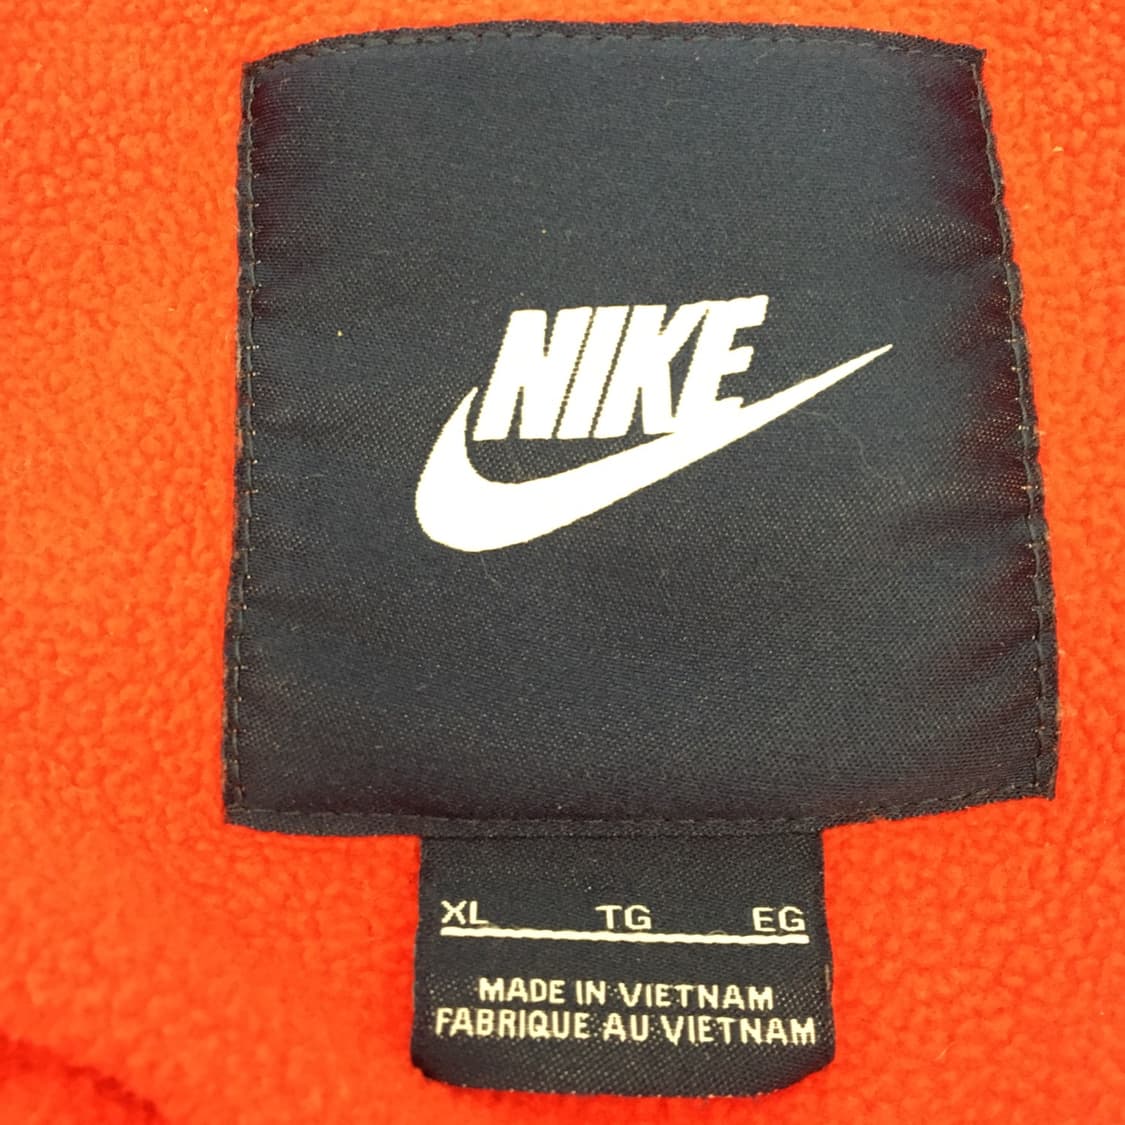 NIKE
XL TG EG
MADE IN VIETNAM
FABRIQUE AU VIETNAM